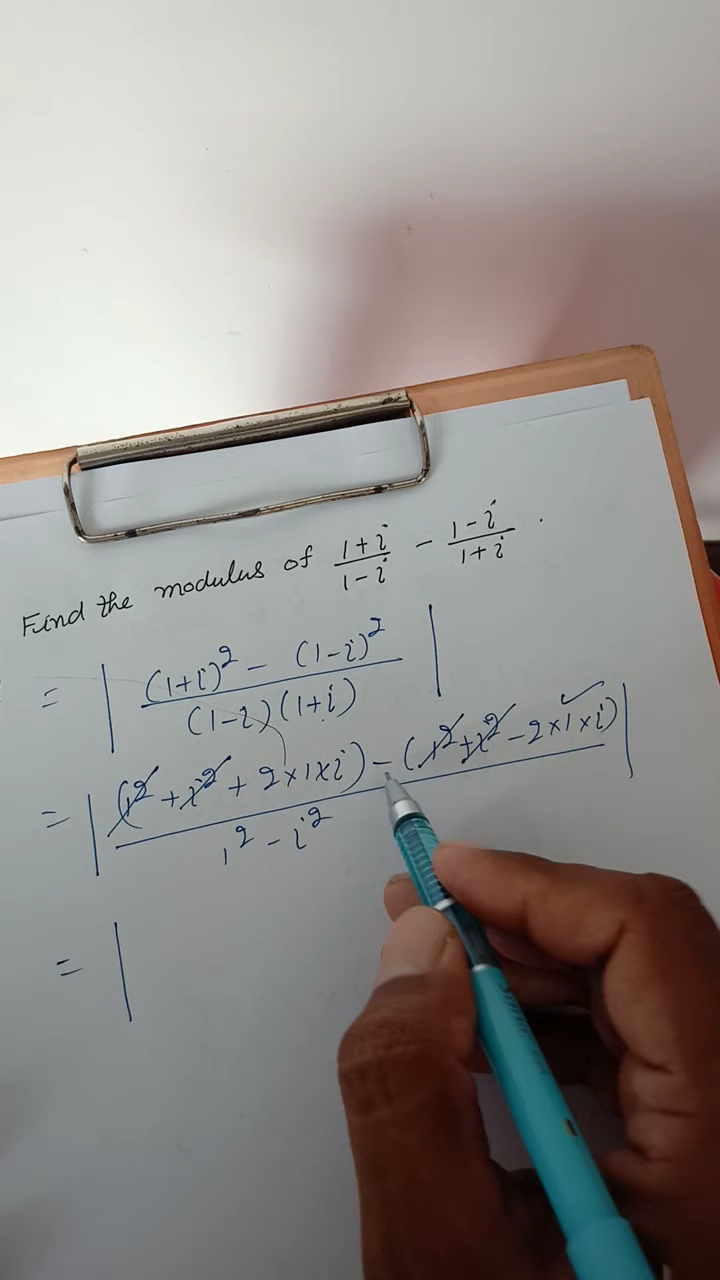 Find the modulus of (1+i)/(1-i) - (1-i)/(1+i) .
= | ((1+i)² - (1-i)²)/((1-i)(1+i)) |
= | ((1² + i² + 2×1×i) - (1² + i² - 2×1×i))/(1² - i²) |
= |